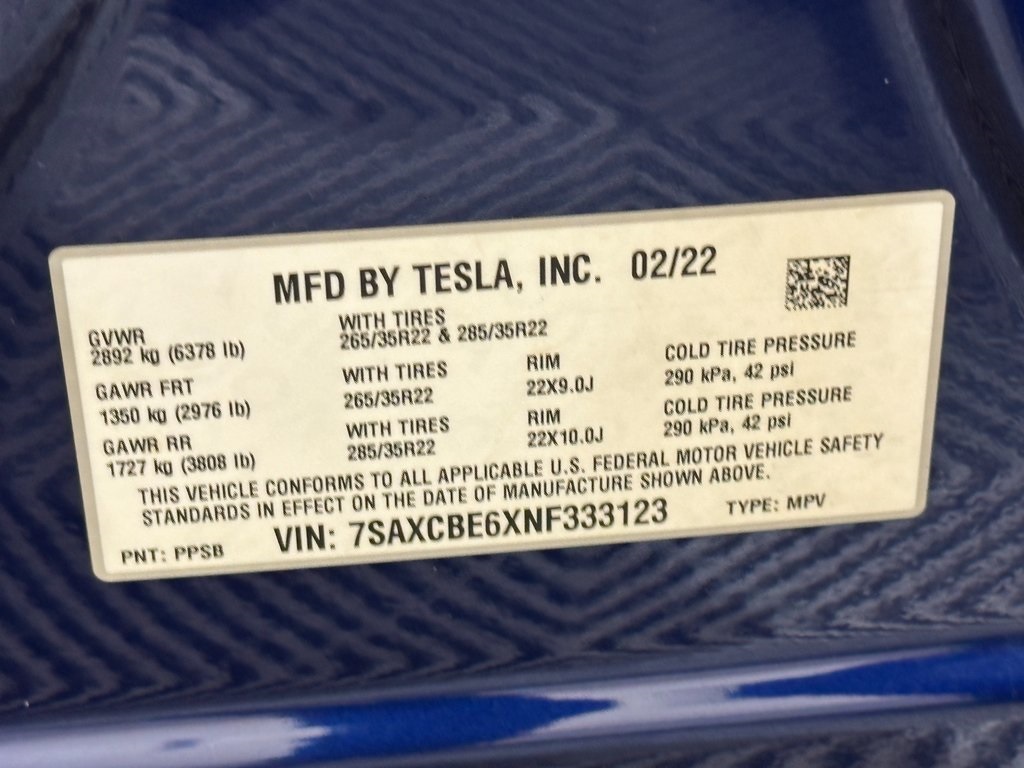 MFD BY TESLA, INC. 02/22
GVWR
2892 kg (6378 lb)
WITH TIRES
265/35R22 & 285/35R22
GAWR FRT
1350 kg (2976 lb)
WITH TIRES
265/35R22
RIM
22X9.0J
COLD TIRE PRESSURE
290 kPa, 42 psi
GAWR RR
1727 kg (3808 lb)
WITH TIRES
285/35R22
RIM
22X10.0J
COLD TIRE PRESSURE
290 kPa, 42 psi
THIS VEHICLE CONFORMS TO ALL APPLICABLE U.S. FEDERAL MOTOR VEHICLE SAFETY
STANDARDS IN EFFECT ON THE DATE OF MANUFACTURE SHOWN ABOVE.
PNT: PPSB VIN: 7SAXCBE6XNF333123 TYPE: MPV